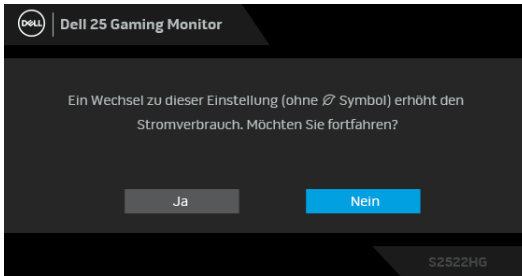 DELL
Dell 25 Gaming Monitor
Ein Wechsel zu dieser Einstellung (ohne Symbol) erhöht den
Stromverbrauch. Möchten Sie fortfahren?
Ja
Nein
S2522HG